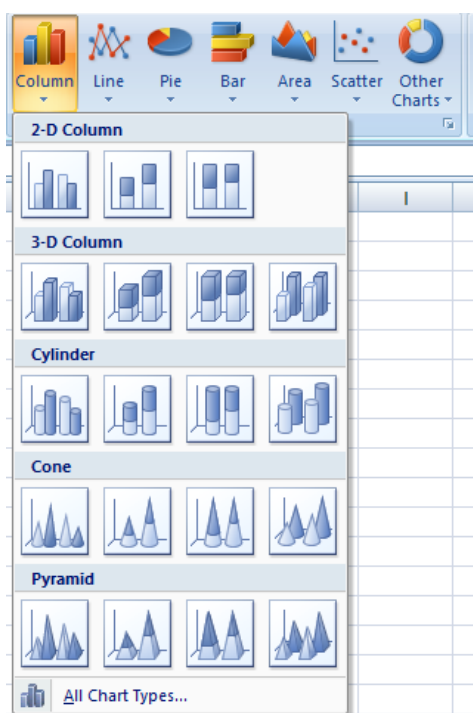 Column Line Pie Bar Area Scatter Other Charts
2-D Column
I
3-D Column
Cylinder
Cone
Pyramid
All Chart Types...